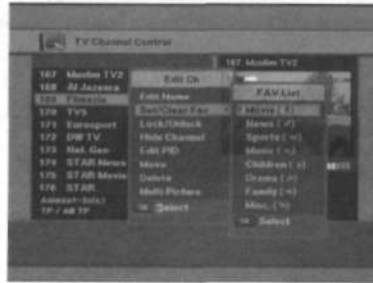 TV Channel Control
167 Muslim TV2
167 Muslim TV2
168 Al Jazeera
170 TV5
171 Eurosport
172 DW TV
173 Nat. Geo
174 STAR News
175 STAR Movie
176 STAR
TP / All TP
Edit Ch
Edit Name
Set/Clear Fav
Lock/Unlock
Hide Channel
Edit PID
Move
Delete
Multi-Picture
Select
FAV List
Movie
News
Sports
Music
Children
Drama
Family
Misc.
Select